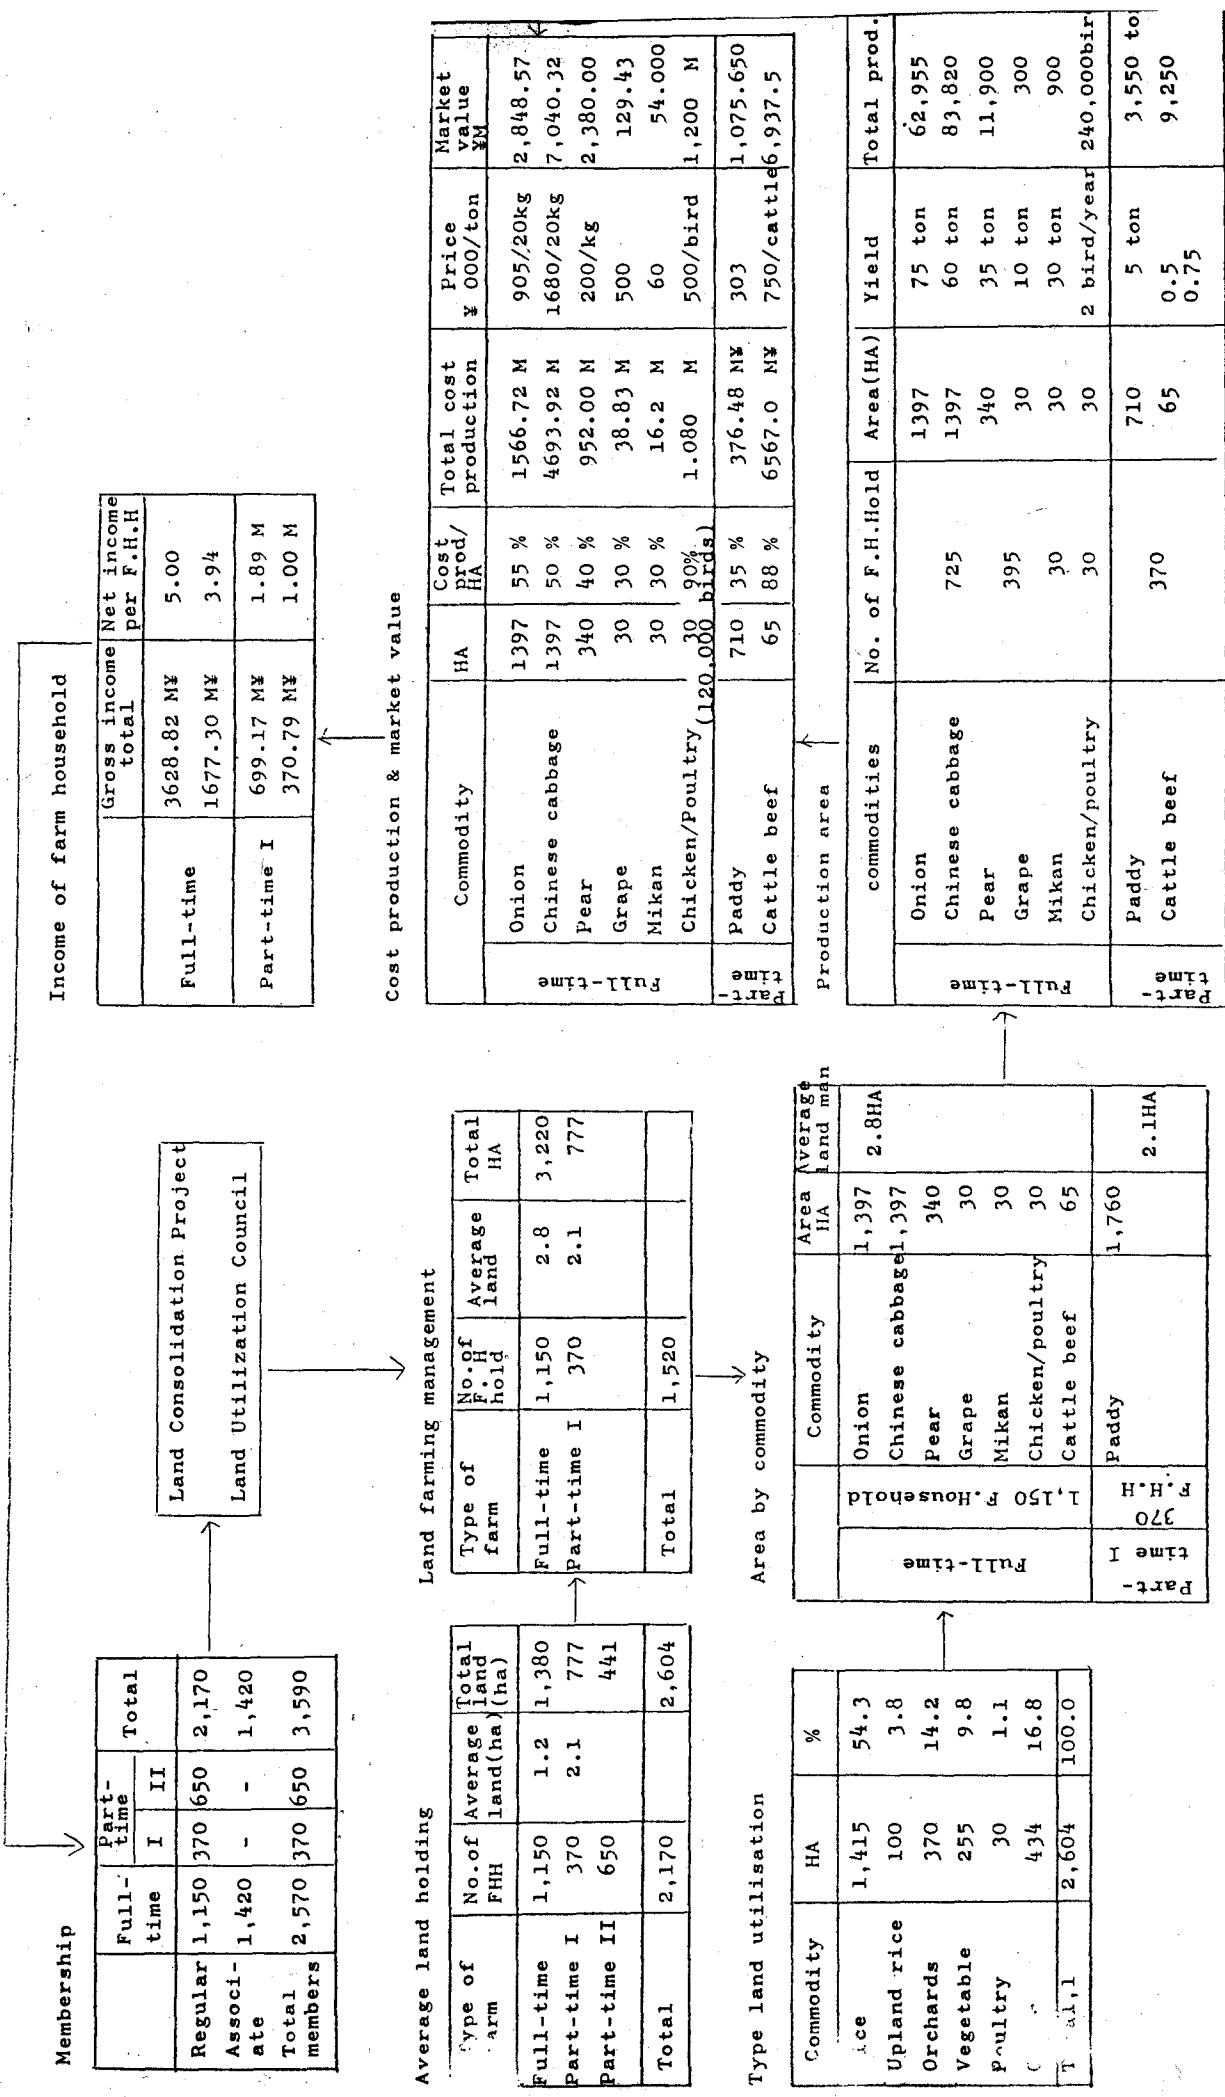 Membership
Full-time Part-time Total
I II
Regular 1,150 370 650 2,170
Associ-ate 1,420 - - 1,420
Total members 2,570 370 650 3,590
Land Consolidation Project
Land Utilization Council
Income of farm household
Gross income total Net income per F.H.H
Full-time 3628.82 M¥ 5.00
1677.30 M¥ 3.94
Part-time I 699.17 M¥ 1.89 M
370.79 M¥ 1.00 M
Average land holding
No.of FHH Average land(ha) Total land (ha)
Full-time 1,150 1.2 1,380
Part-time I 370 2.1 777
Part-time II 650 441
Total 2,170 2,604
Land farming management
Type of farm No.of F. H hold Average land Total HA
Full-time 1,150 2.8 3,220
Part-time I 370 2.1 777
Total 1,520
Cost production & market value
Commodity HA Cost prod/ HA Total cost production Price ¥ 000/ton Market value ¥M
Full-time
Onion 1397 55 % 1566.72 M 905/20kg 2,848.57
Chinese cabbage 1397 50 % 4693.92 M 1680/20kg 7,040.32
Pear 340 40 % 952.00 M 200/kg 2,380.00
Grape 30 30 % 38.83 M 500 129.43
Mikan 30 30 % 16.2 M 60 54.000
Chicken/Poultry 30 90% 1.080 M 500/bird 1,200 M
(120,000 birds)
Part-time
Paddy 710 35 % 376.48 M¥ 303 1,075.650
Cattle beef 65 88 % 6567.0 M¥ 750/cattle 6,937.5
Type land utilisation
Commodity HA %
1,415 54.3
Upland rice 100 3.8
Orchards 370 14.2
Vegetable 255 9.8
Poultry 30 1.1
434 16.8
2,604 100.0
Area by commodity
Commodity Area HA Average land man
Full-time
1,150 F.Household
Onion 1,397 2.8HA
Chinese cabbage 1,397
Pear 340
Grape 30
Mikan 30
Chicken/poultry 30
Cattle beef 65
Part-time I
370 F.H.H
Paddy 1,760 2.1HA
Production area
commodities No. of F.H.Hold Area(HA) Yield Total prod.
Full-time
Onion 1397 75 ton 62,955
Chinese cabbage 725 1397 60 ton 83,820
Pear 340 35 ton 11,900
Grape 395 30 10 ton 300
Mikan 30 30 30 ton 900
Chicken/poultry 30 30 2 bird/year 240,000bir
Part-time
Paddy 710 5 ton 3,550 to
Cattle beef 370 65 0.5 9,250
0.75